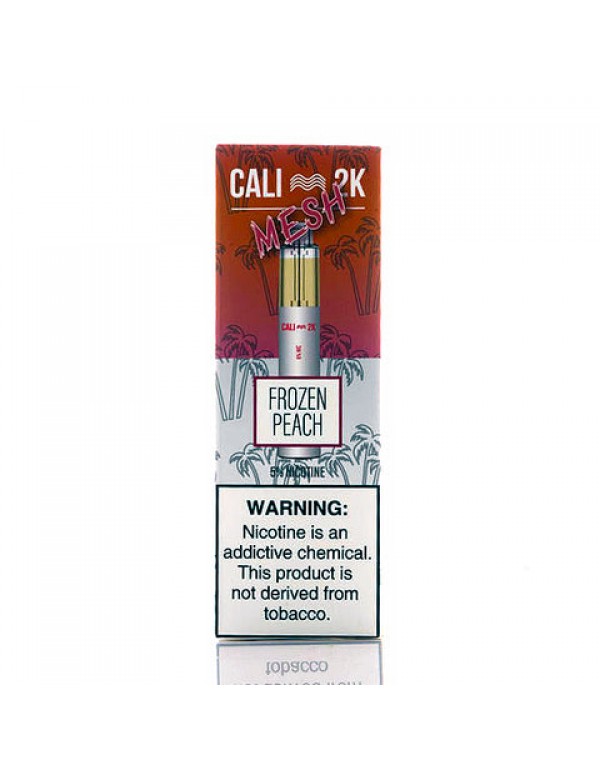 CALI 2K
MESH
CALI 2K
FROZEN
PEACH
5% NICOTINE
WARNING:
Nicotine is an
addictive chemical.
This product is
not derived from
tobacco.
tobacco